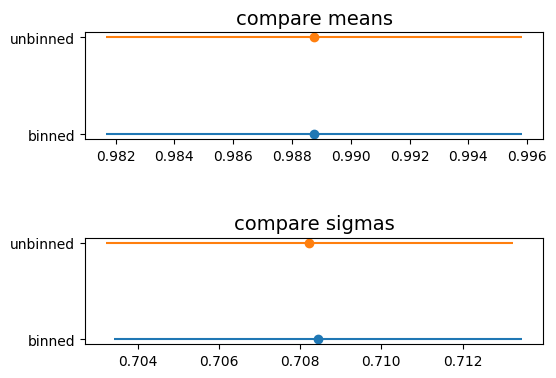 compare means
unbinned
binned
0.982 0.984 0.986 0.988 0.990 0.992 0.994 0.996
compare sigmas
unbinned
binned
0.704 0.706 0.708 0.710 0.712